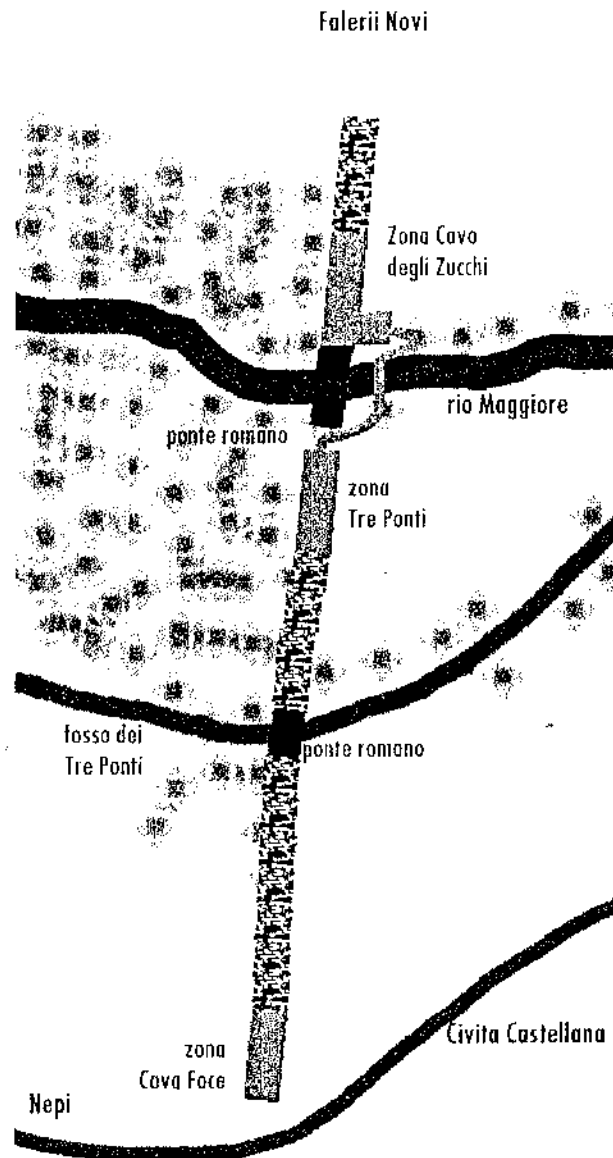 Falerii Novi
Zona Cavo
degli Zucchi
rio Maggiore
ponte romano
zona
Tre Ponti
fosso dei
Tre Ponti
ponte romano
Civita Castellana
zona
Cava Face
Nepi